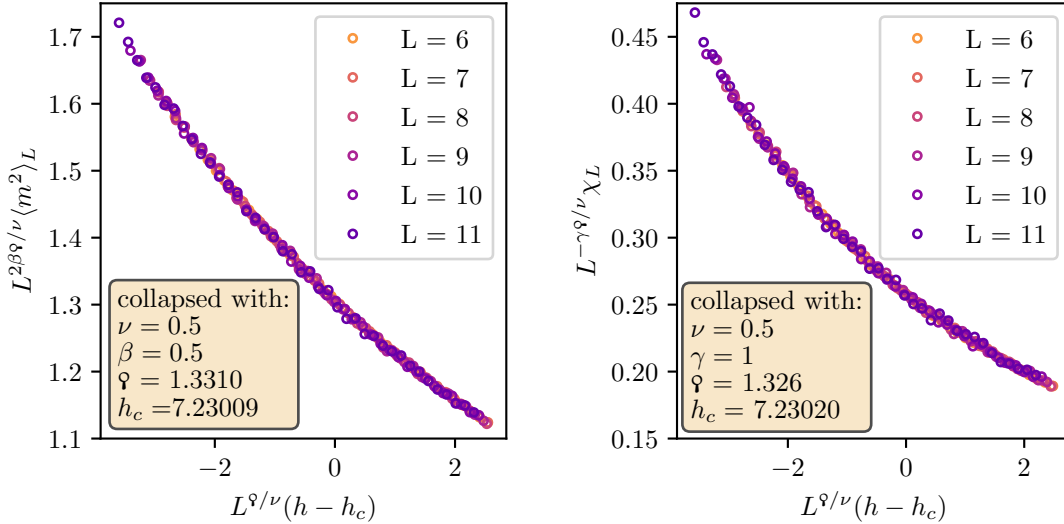 1.7
1.6
1.5
1.4
1.3
1.2
1.1
−2
0
2
L^{2βϙ/ν}⟨m²⟩_L
L^{ϙ/ν}(h − h_c)
L = 6
L = 7
L = 8
L = 9
L = 10
L = 11
collapsed with:
ν = 0.5
β = 0.5
ϙ = 1.3310
h_c =7.23009
0.45
0.40
0.35
0.30
0.25
0.20
0.15
−2
0
2
L^{−γϙ/ν}χ_L
L^{ϙ/ν}(h − h_c)
L = 6
L = 7
L = 8
L = 9
L = 10
L = 11
collapsed with:
ν = 0.5
γ = 1
ϙ = 1.326
h_c = 7.23020